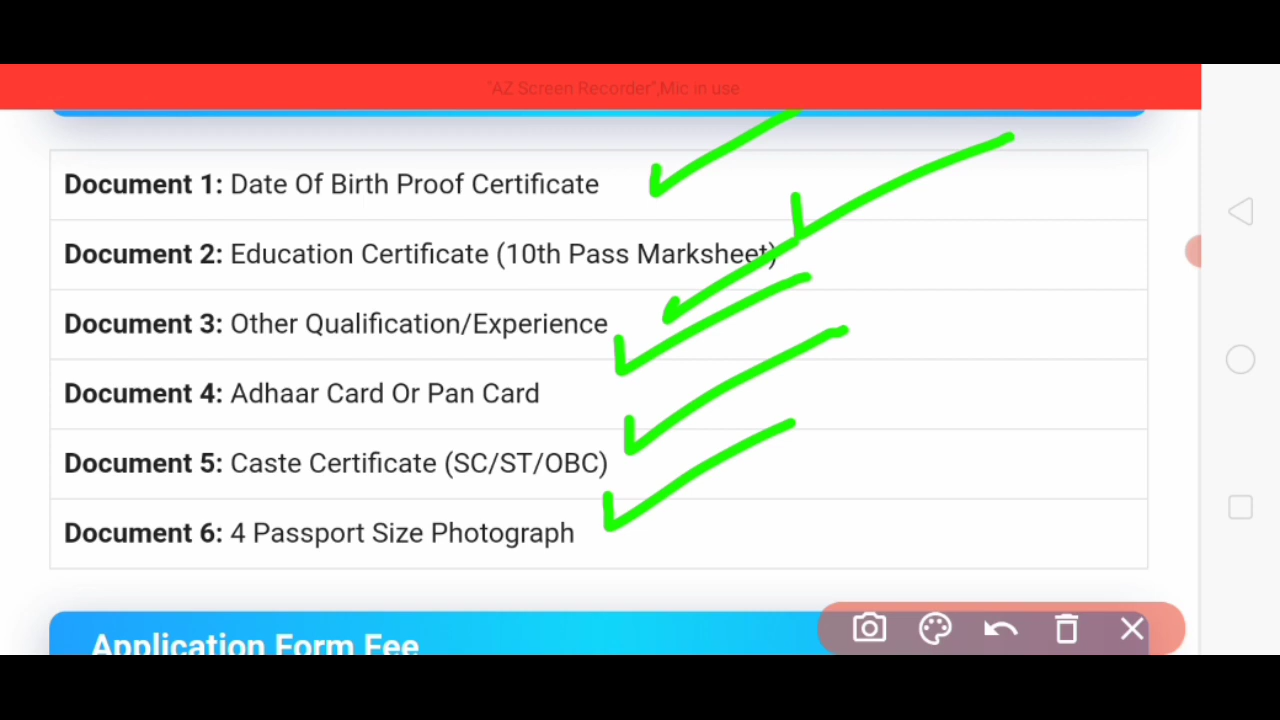 "AZ Screen Recorder",Mic in use
Document 1: Date Of Birth Proof Certificate
Document 2: Education Certificate (10th Pass Marksheet)
Document 3: Other Qualification/Experience
Document 4: Adhaar Card Or Pan Card
Document 5: Caste Certificate (SC/ST/OBC)
Document 6: 4 Passport Size Photograph
Application Form Fee